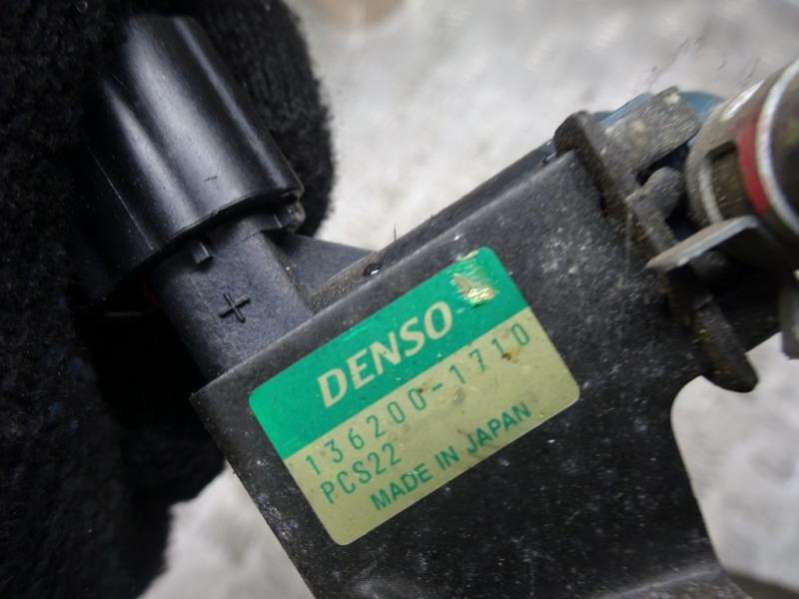 +
DENSO
136200-1710
PCS22
MADE IN JAPAN